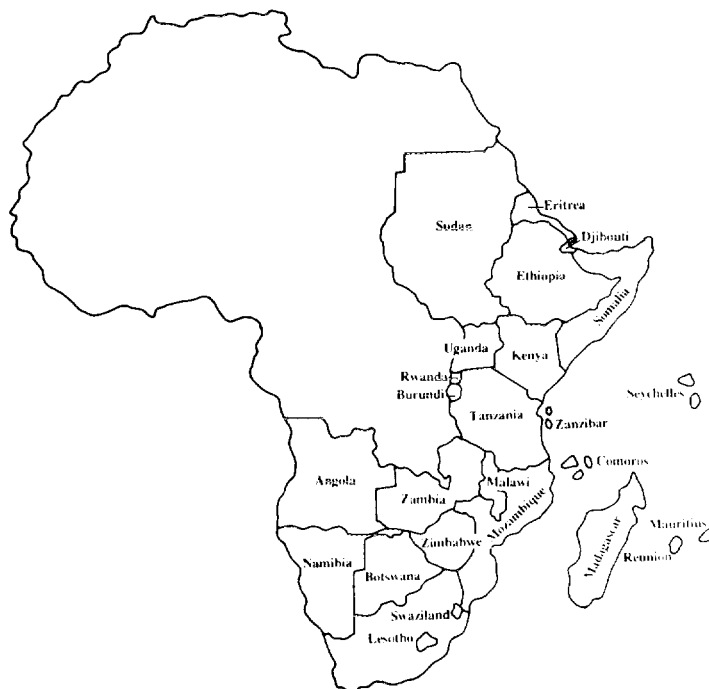 Sudan
Eritrea
Djibouti
Ethiopia
Somalia
Uganda
Kenya
Rwanda
Burundi
Seychelles
Tanzania
Zanzibar
Comoros
Angola
Malawi
Zambia
Mozambique
Mauritius
Madagascar
Zimbabwe
Reunion
Namibia
Botswana
Swaziland
Lesotho